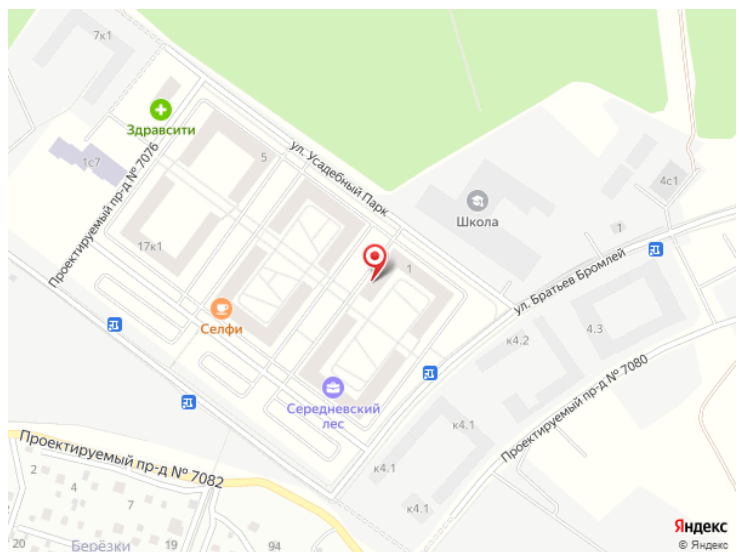 7к1
Здравсити
1с7
5
ул. Усадебный Парк
Проектируемый пр-д № 7076
17к1
Школа
4с1
1
1
ул. Братьев Бромлей
Селфи
4.3
к4.2
Середневский
лес
Проектируемый пр-д № 7080
к4.1
к4.1
к4.1
Проектируемый пр-д № 7082
2
4
7
20
Берёзки
19
94
Яндекс
© Яндекс